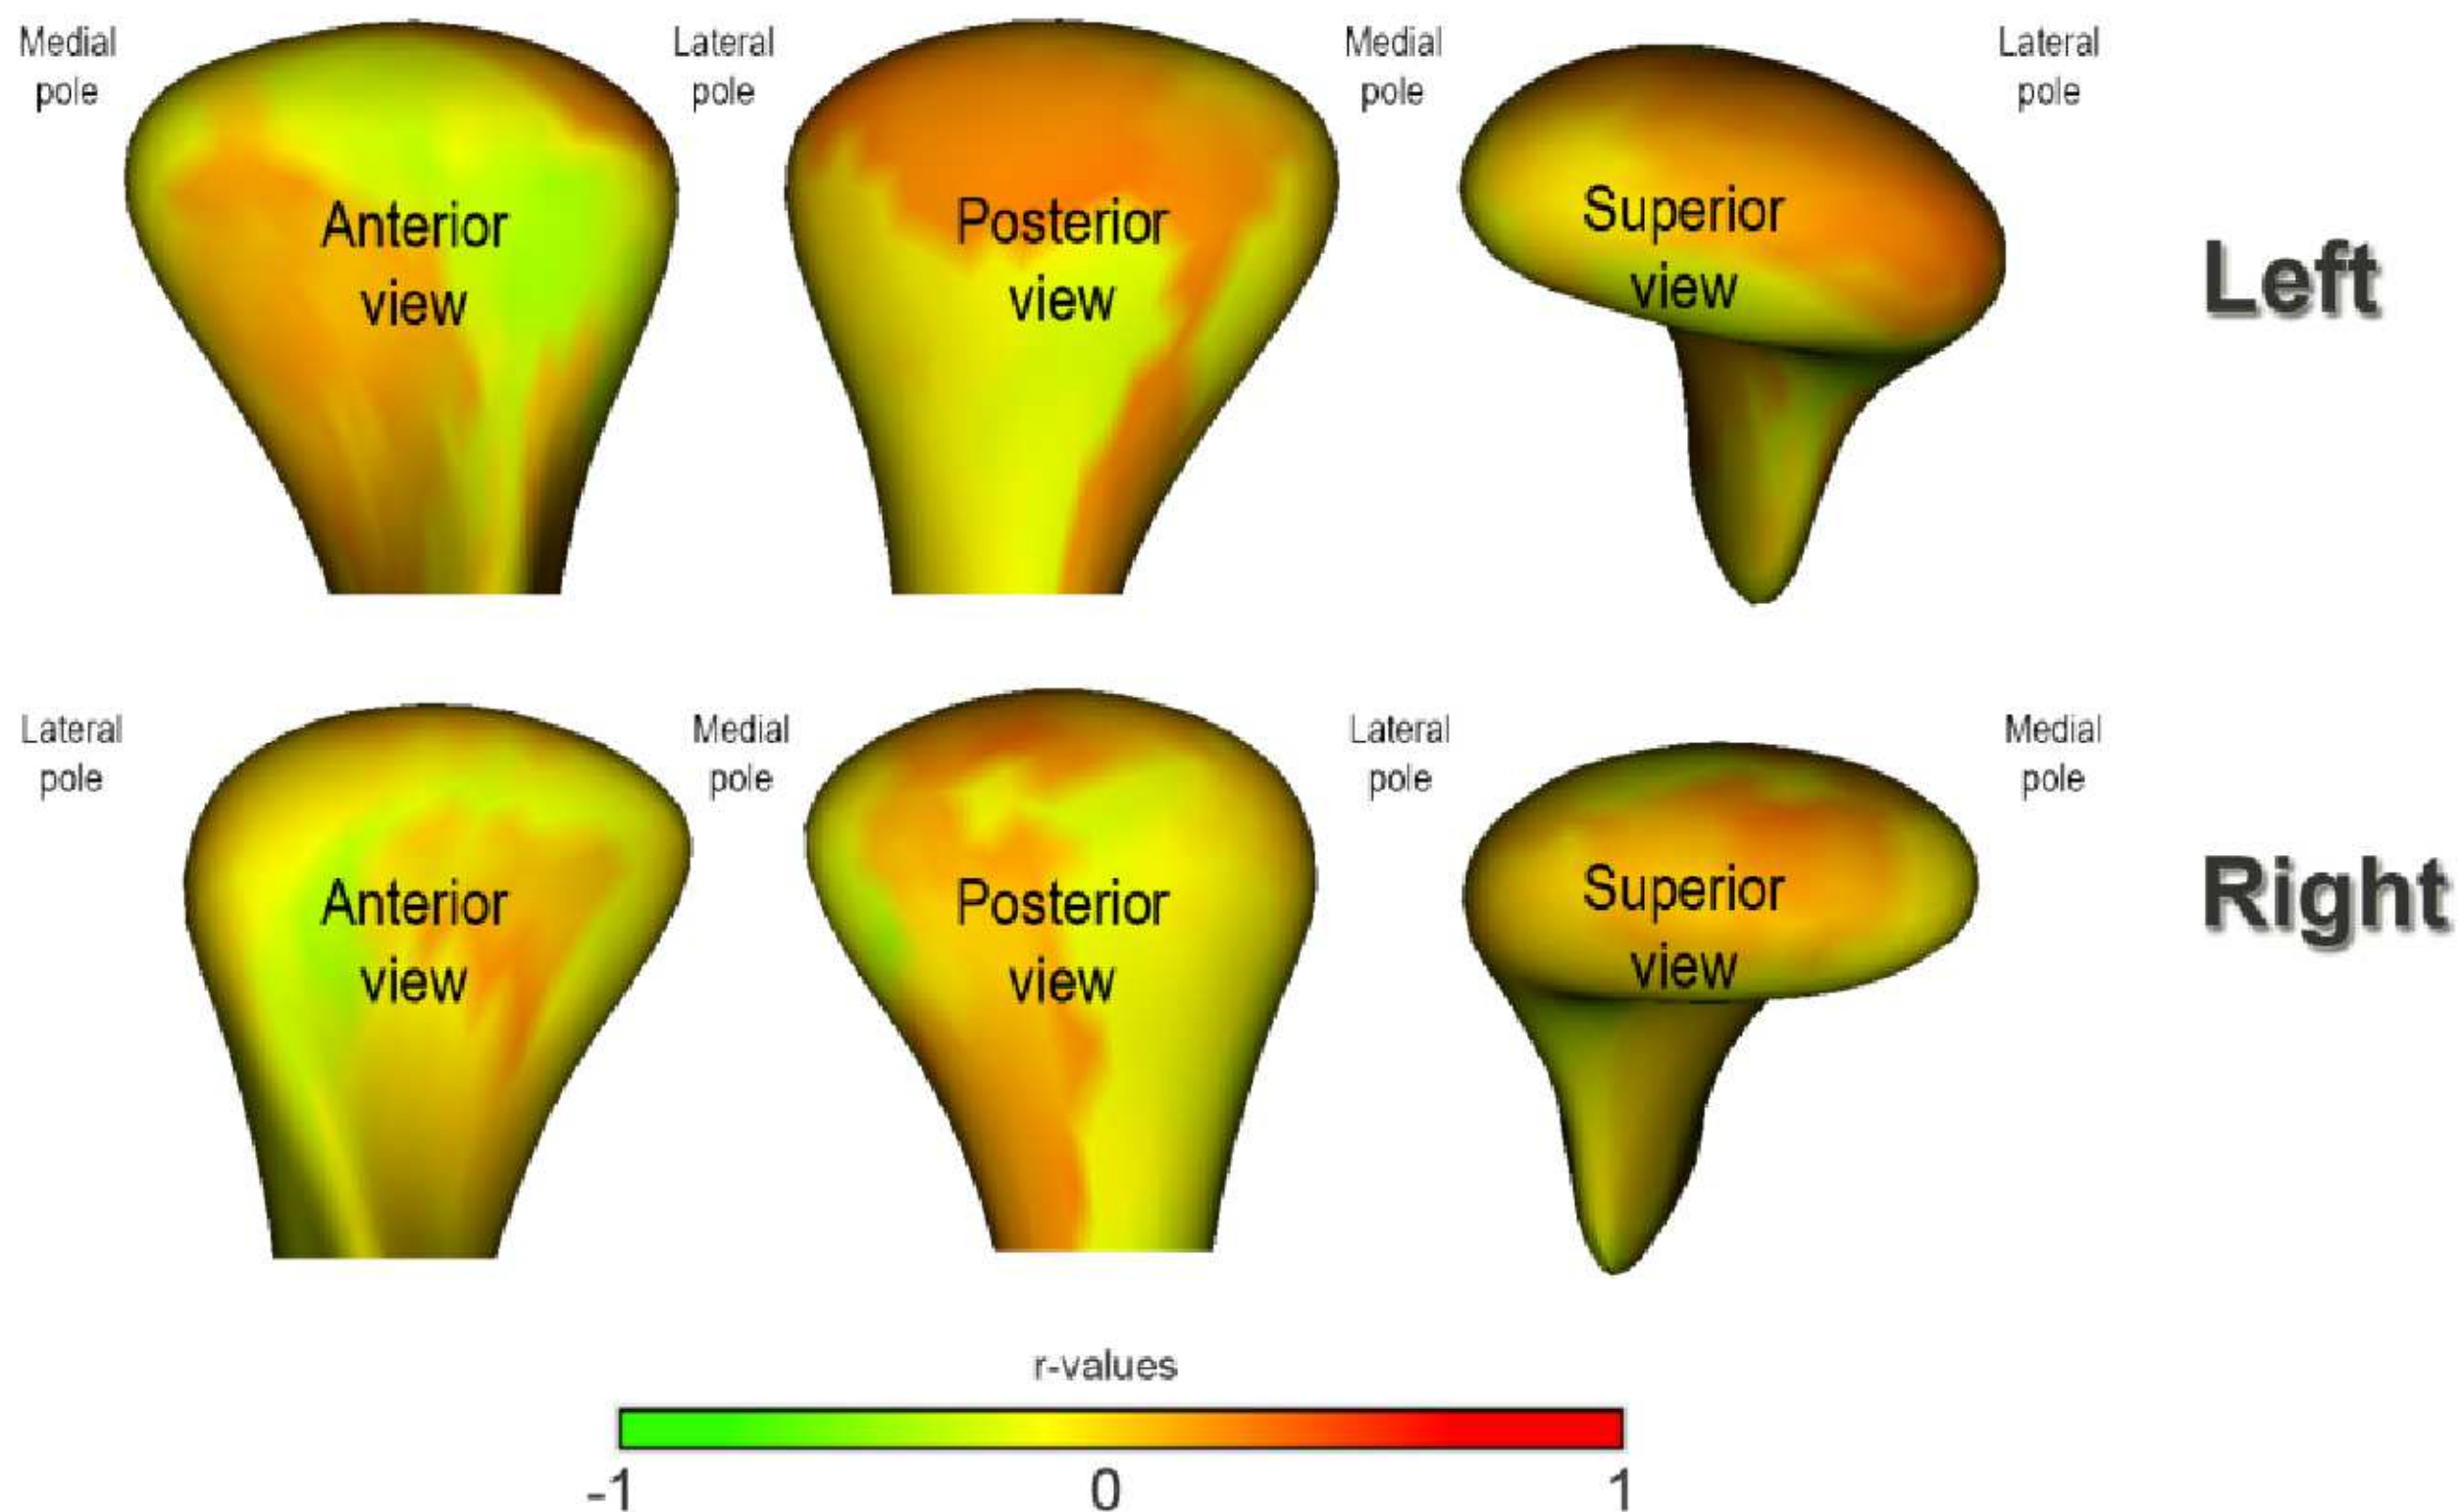 Medial
pole
Lateral
pole
Medial
pole
Lateral
pole
Anterior
view
Posterior
view
Superior
view
Left
Lateral
pole
Medial
pole
Lateral
pole
Medial
pole
Anterior
view
Posterior
view
Superior
view
Right
r-values
-1 0 1